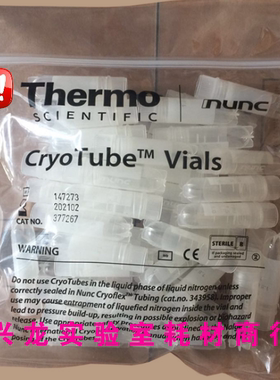 !
Thermo
SCIENTIFIC
nunc
CryoTube™ Vials
147273
202102
CAT NO. 377267
STERILE R
WARNING
Do not use CryoTubes in the liquid phase of liquid nitrogen unless
correctly sealed in Nunc Cryoflex™ Tubing (cat.no. 343958). Improper
use may cause entrapment of liquefied nitrogen inside the vial and
lead to pressure build-up, resulting in possible explosion or biohazard
兴龙实验室耗材商行